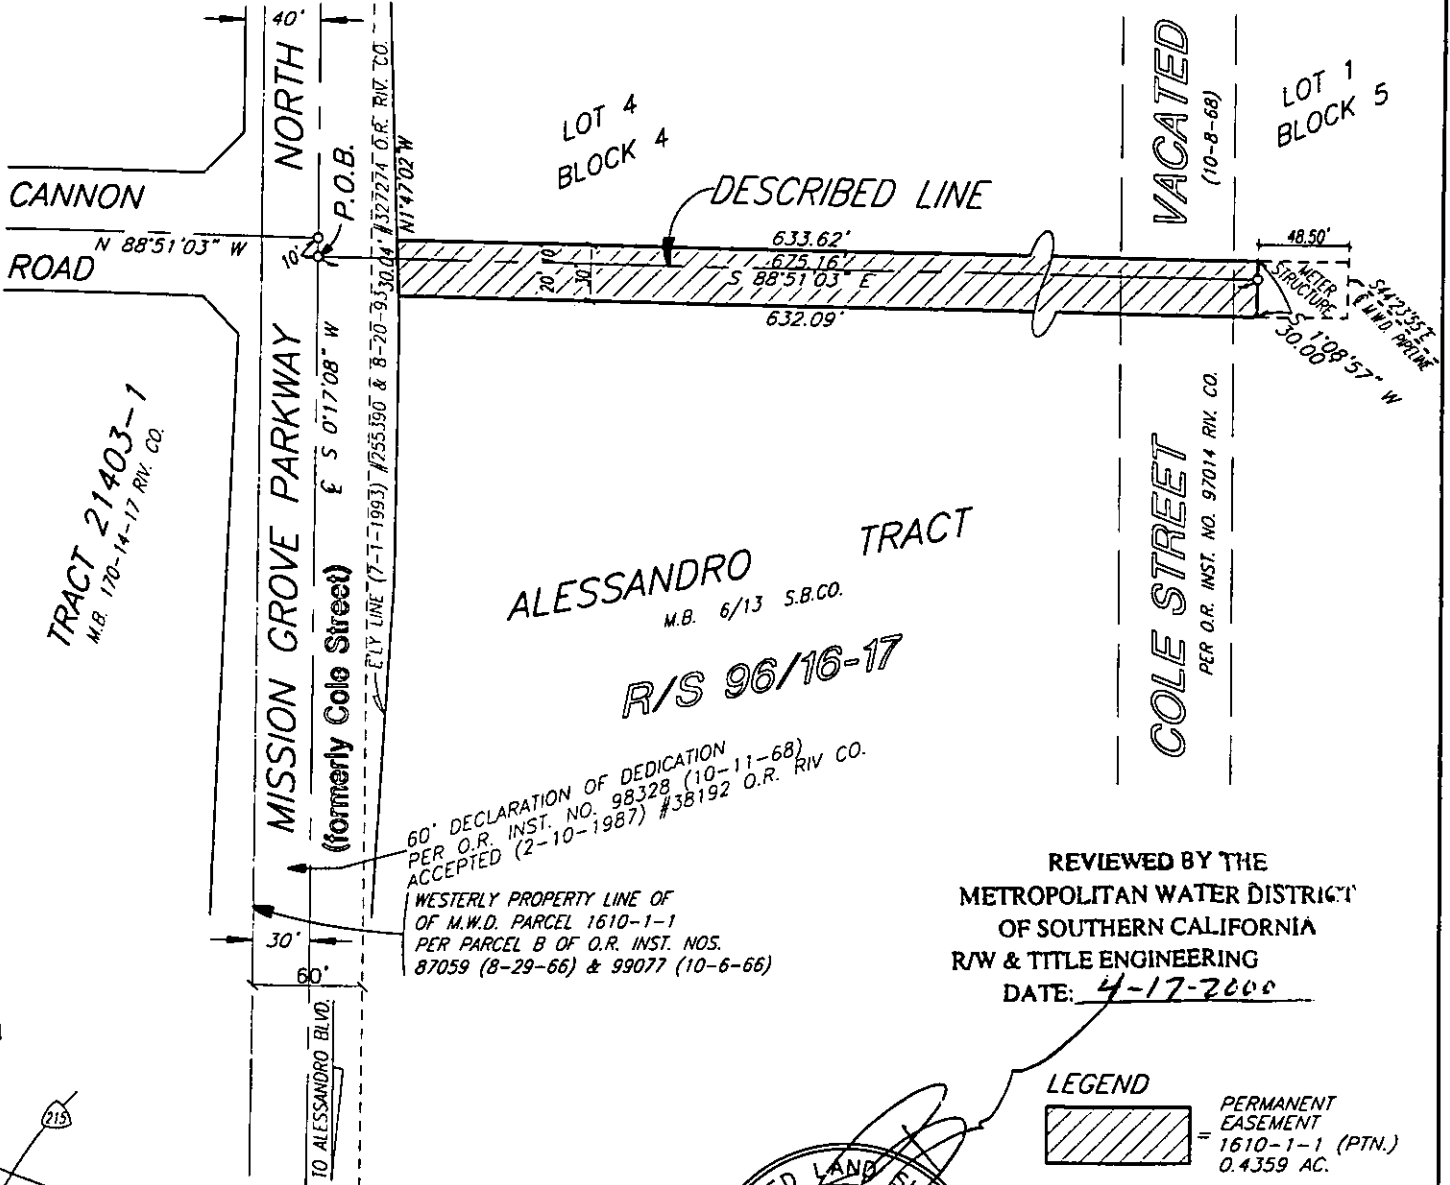 40'
NORTH
P.O.B.
30.04' #327274 O.R. RIV. CO.
N1°47'02"W
LOT 4
BLOCK 4
DESCRIBED LINE
VACATED
(10-8-68)
LOT 1
BLOCK 5
CANNON
N 88°51'03" W
ROAD
10'
633.62'
675.16'
S 88°51'03" E
632.09'
10
20'
30'
48.50'
METER
STRUCTURE
S44°23'55"E
℄ M.W.D. PIPELINE
S 1°08'57" W
30.00'
TRACT 21403-1
M.B. 170-14-17 RIV. CO.
MISSION GROVE PARKWAY
℄ S 0°17'08" W
(formerly Cole Street)
E'LY LINE (7-1-1993) #255390 & 8-20-93
ALESSANDRO TRACT
M.B. 6/13 S.B.CO.
R/S 96/16-17
COLE STREET
PER O.R. INST. NO. 97014 RIV. CO.
60' DECLARATION OF DEDICATION
PER O.R. INST. NO. 98328 (10-11-68)
ACCEPTED (2-10-1987) #38192 O.R. RIV CO.
WESTERLY PROPERTY LINE OF
OF M.W.D. PARCEL 1610-1-1
PER PARCEL B OF O.R. INST. NOS.
87059 (8-29-66) & 99077 (10-6-66)
30'
60'
TO ALESSANDRO BLVD.
215
REVIEWED BY THE
METROPOLITAN WATER DISTRICT
OF SOUTHERN CALIFORNIA
R/W & TITLE ENGINEERING
DATE: 4-17-2000
LEGEND
= PERMANENT
EASEMENT
1610-1-1 (PTN.)
0.4359 AC.
LAND